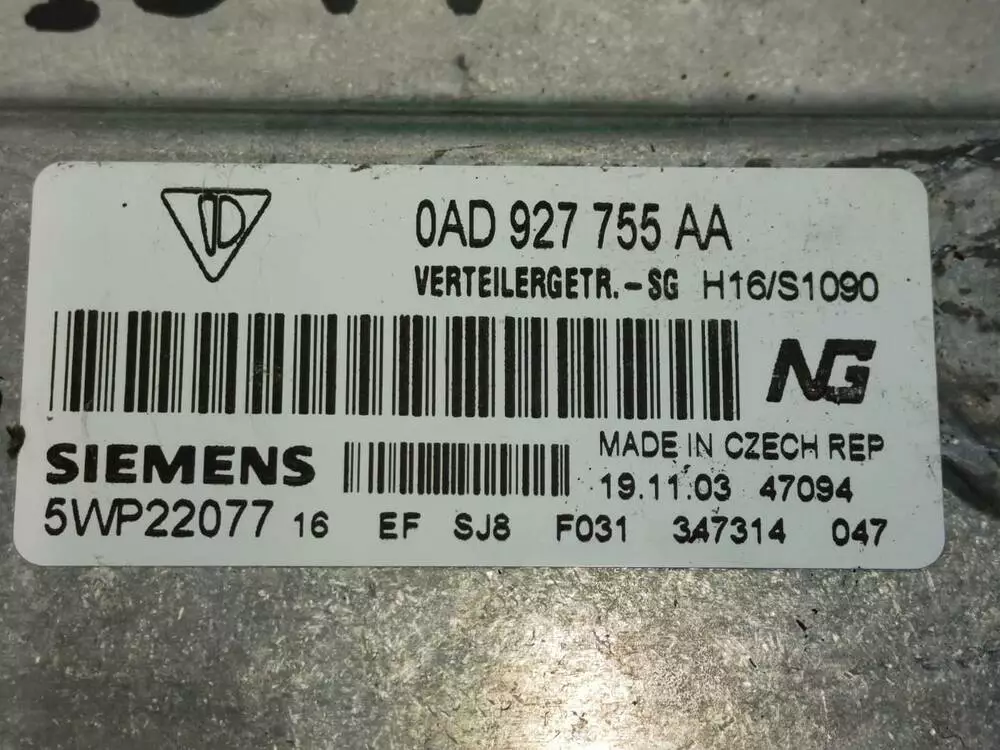 0AD 927 755 AA
VERTEILERGETR.-SG H16/S1090
NG
SIEMENS
MADE IN CZECH REP
19.11.03 47094
5WP22077 16 EF SJ8 F031 3A7314 047